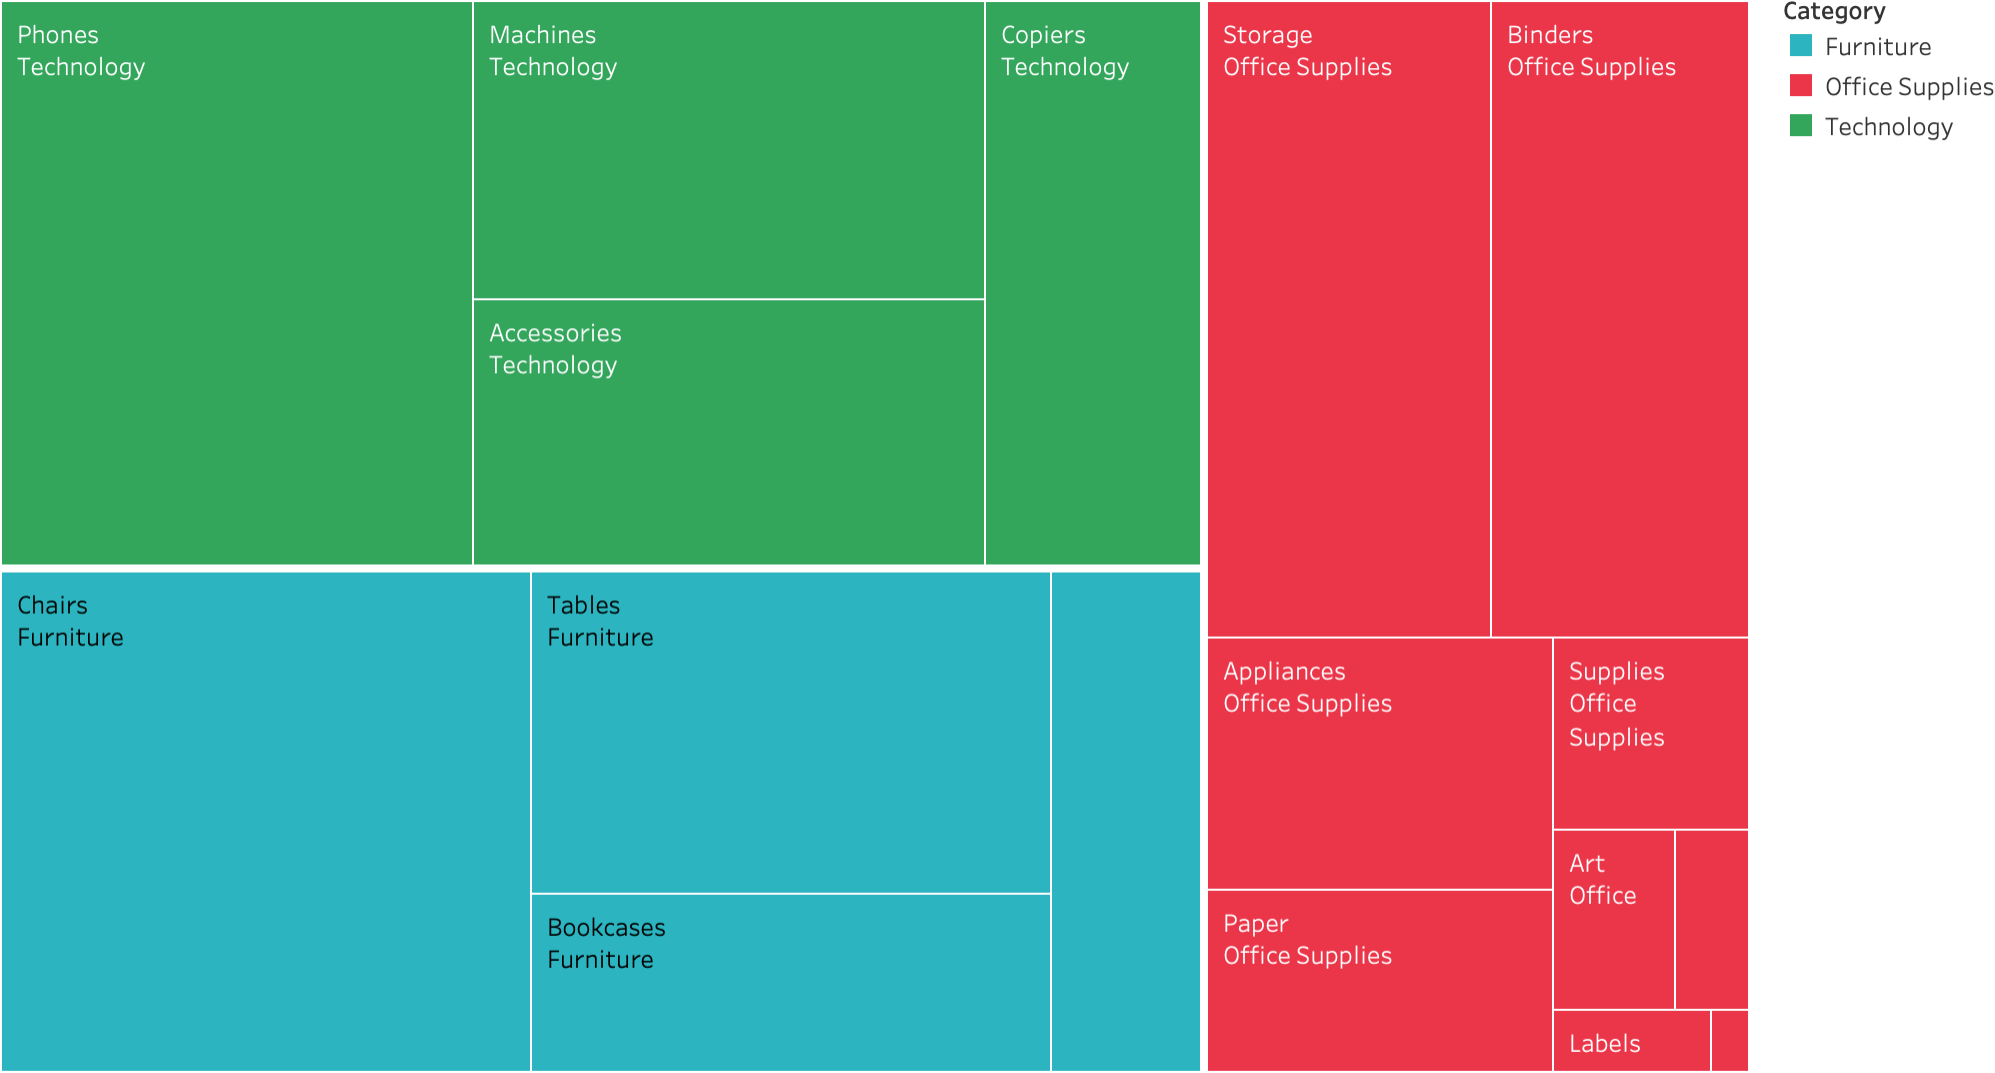 Phones
Technology
Machines
Technology
Copiers
Technology
Accessories
Technology
Chairs
Furniture
Tables
Furniture
Bookcases
Furniture
Storage
Office Supplies
Binders
Office Supplies
Appliances
Office Supplies
Supplies
Office
Supplies
Paper
Office Supplies
Art
Office
Labels
Category
Furniture
Office Supplies
Technology